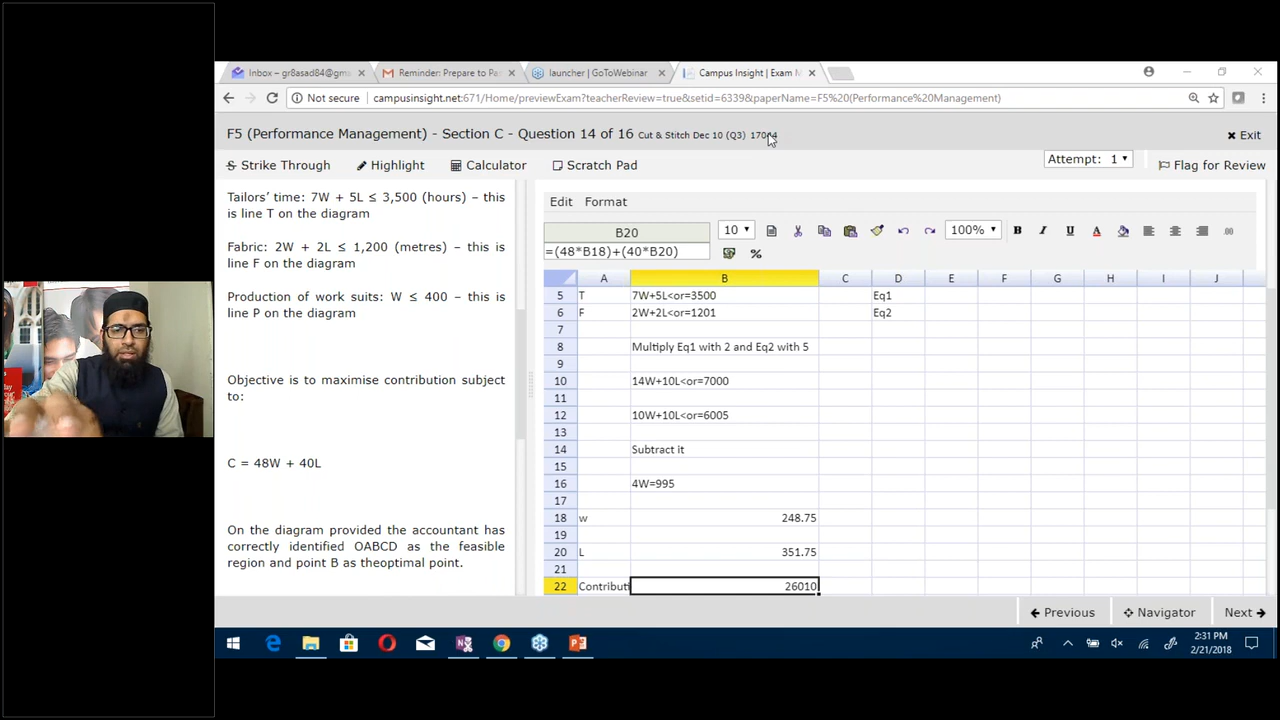 Inbox – gr8asad84@gm
Reminder: Prepare to Pa
launcher | GoToWebinar
Campus Insight | Exam M
Not secure
campusinsight.net:671/Home/previewExam?teacherReview=true&setid=6339&paperName=F5%20(Performance%20Management)
F5 (Performance Management) - Section C - Question 14 of 16 Cut & Stitch Dec 10 (Q3)
Exit
Strike Through
Highlight
Calculator
Scratch Pad
Attempt: 1
Flag for Review
Tailors’ time: 7W + 5L ≤ 3,500 (hours) – this
is line T on the diagram
Fabric: 2W + 2L ≤ 1,200 (metres) – this is
line F on the diagram
Production of work suits: W ≤ 400 – this is
line P on the diagram
Objective is to maximise contribution subject
to:
C = 48W + 40L
On the diagram provided the accountant has
correctly identified OABCD as the feasible
region and point B as theoptimal point.
Edit Format
B20
10
100%
B I U A
=(48*B18)+(40*B20)
A B C D E F G H I J
5 T 7W+5L<or=3500 Eq1
6 F 2W+2L<or=1201 Eq2
7
8 Multiply Eq1 with 2 and Eq2 with 5
9
10 14W+10L<or=7000
11
12 10W+10L<or=6005
13
14 Subtract it
15
16 4W=995
17
18 w 248.75
19
20 L 351.75
21
22 Contributi 26010
Previous
Navigator
Next
2:31 PM
2/21/2018